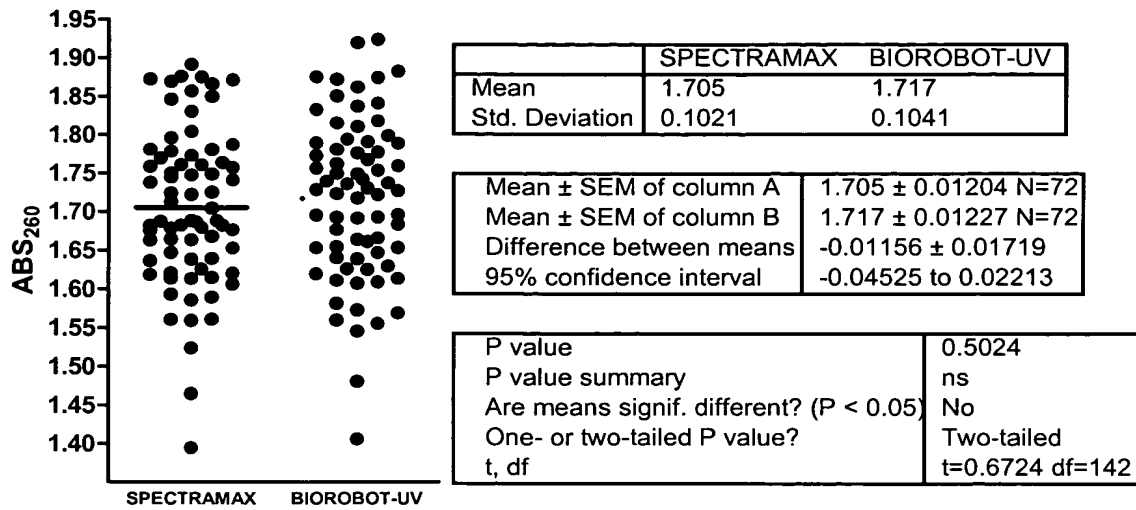 ABS260
1.95
1.90
1.85
1.80
1.75
1.70
1.65
1.60
1.55
1.50
1.45
1.40
SPECTRAMAX BIOROBOT-UV
SPECTRAMAX BIOROBOT-UV
Mean 1.705 1.717
Std. Deviation 0.1021 0.1041
Mean ± SEM of column A 1.705 ± 0.01204 N=72
Mean ± SEM of column B 1.717 ± 0.01227 N=72
Difference between means -0.01156 ± 0.01719
95% confidence interval -0.04525 to 0.02213
P value 0.5024
P value summary ns
Are means signif. different? (P < 0.05) No
One- or two-tailed P value? Two-tailed
t, df t=0.6724 df=142